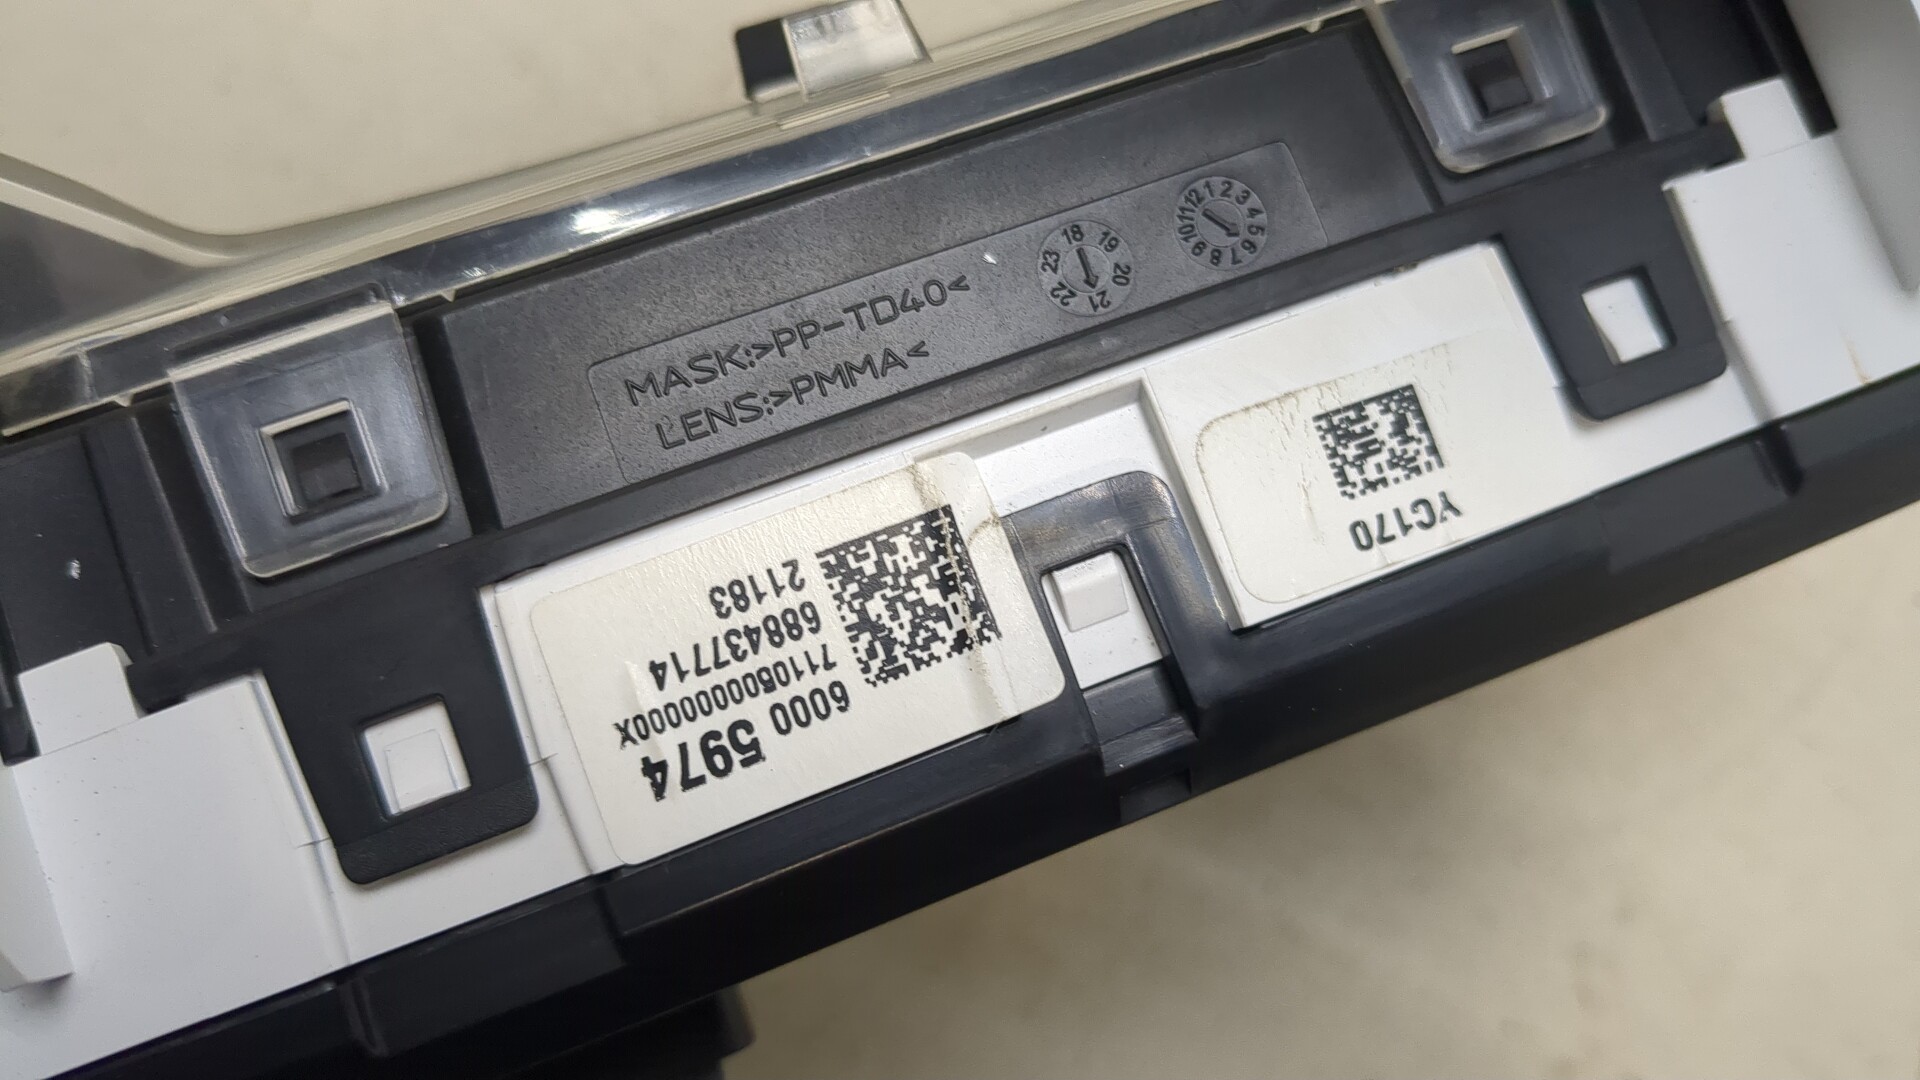 MASK:>PP-TD40<
LENS:>PMMA<
18 19 20 21 22 23
1 2 3 4 5 6 7 8 9 10 11 12
6000 5974
7110500000000X
688437714
21183
YC170